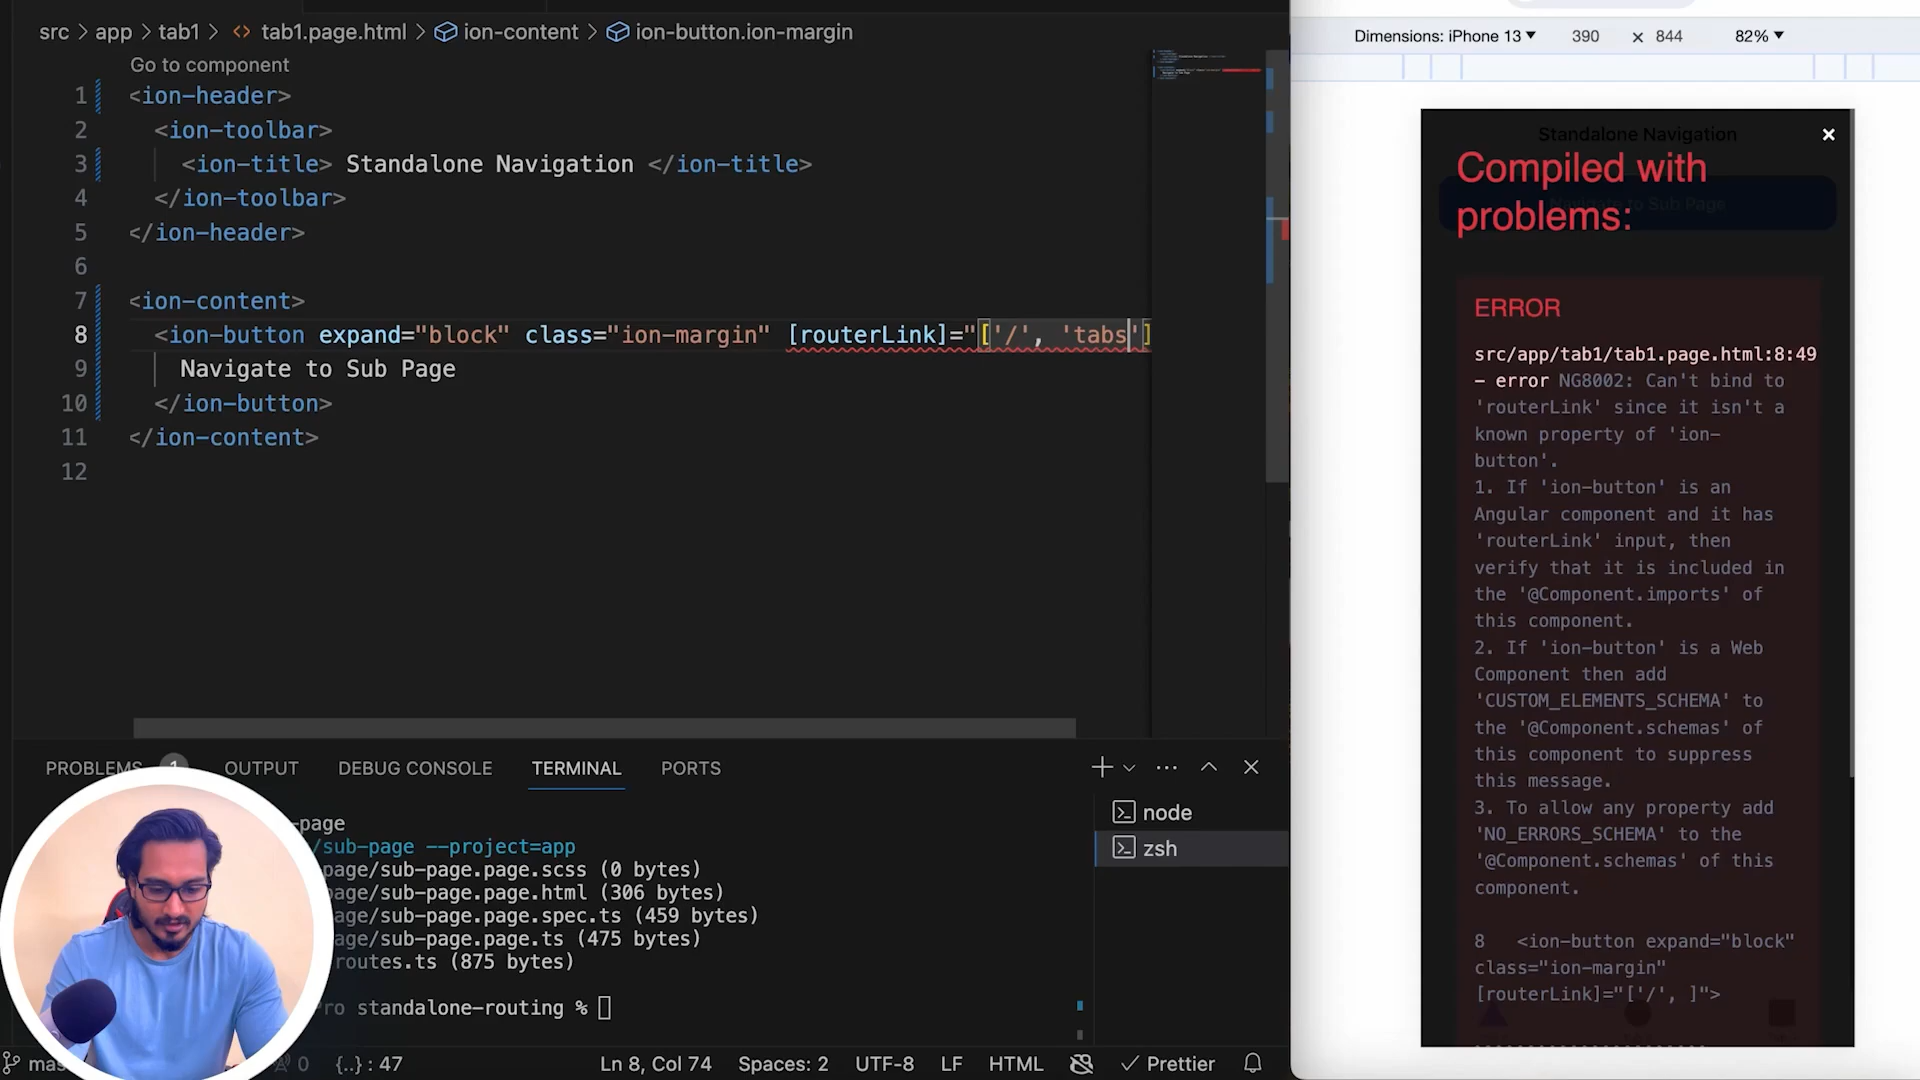 src > app > tab1 > <> tab1.page.html > ion-content > ion-button.ion-margin
Go to component
1 <ion-header>
2 <ion-toolbar>
3 <ion-title> Standalone Navigation </ion-title>
4 </ion-toolbar>
5 </ion-header>
6
7 <ion-content>
8 <ion-button expand="block" class="ion-margin" [routerLink]="['/', 'tabs']
9 Navigate to Sub Page
10 </ion-button>
11 </ion-content>
12
PROBLEMS 1 OUTPUT DEBUG CONSOLE TERMINAL PORTS
-page
/sub-page --project=app
page/sub-page.page.scss (0 bytes)
page/sub-page.page.html (306 bytes)
page/sub-page.page.spec.ts (459 bytes)
page/sub-page.page.ts (475 bytes)
routes.ts (875 bytes)
ro standalone-routing %
node
zsh
0 {..} : 47 Ln 8, Col 74 Spaces: 2 UTF-8 LF HTML Prettier
Dimensions: iPhone 13 ▼ 390 × 844 82% ▼
Standalone Navigation
×
Compiled with
problems:
Navigate to Sub Page
ERROR
src/app/tab1/tab1.page.html:8:49
– error NG8002: Can't bind to
'routerLink' since it isn't a
known property of 'ion-
button'.
1. If 'ion-button' is an
Angular component and it has
'routerLink' input, then
verify that it is included in
the '@Component.imports' of
this component.
2. If 'ion-button' is a Web
Component then add
'CUSTOM_ELEMENTS_SCHEMA' to
the '@Component.schemas' of
this component to suppress
this message.
3. To allow any property add
'NO_ERRORS_SCHEMA' to the
'@Component.schemas' of this
component.
8 <ion-button expand="block"
class="ion-margin"
[routerLink]="['/', ]">